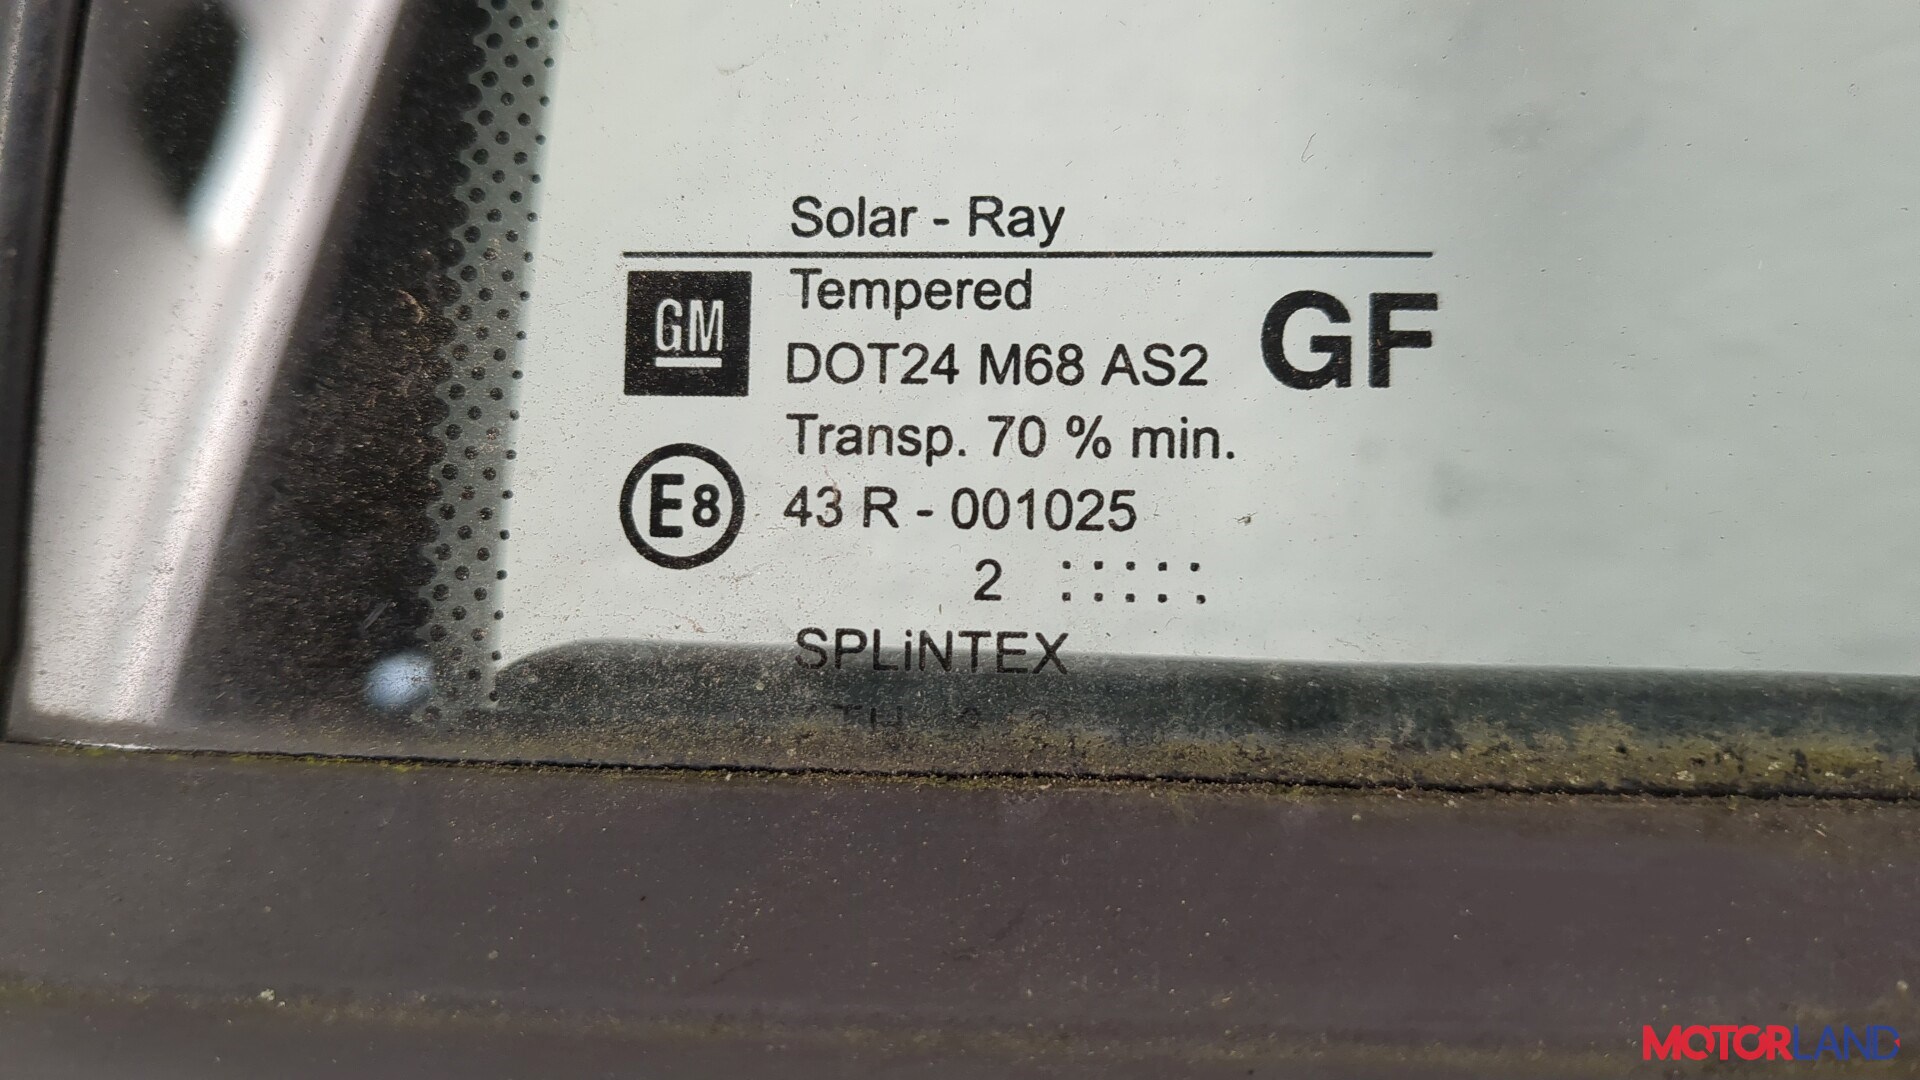 Solar - Ray
GM
Tempered
GF
DOT24 M68 AS2
Transp. 70 % min.
E8
43 R - 001025
2
SPLiNTEX
MOTORLAND